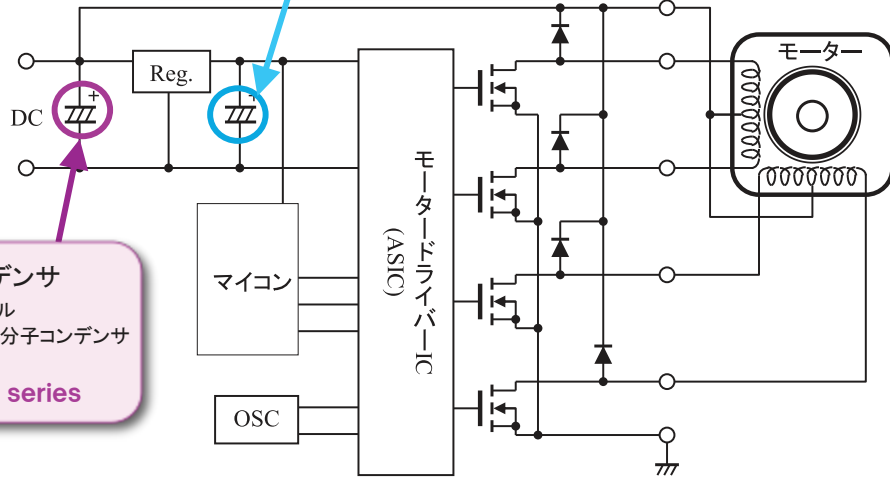 モーター
Reg.
+
+
DC
モータードライバーIC
(ASIC)
マイコン
デンサ
ル
分子コンデンサ
series
OSC